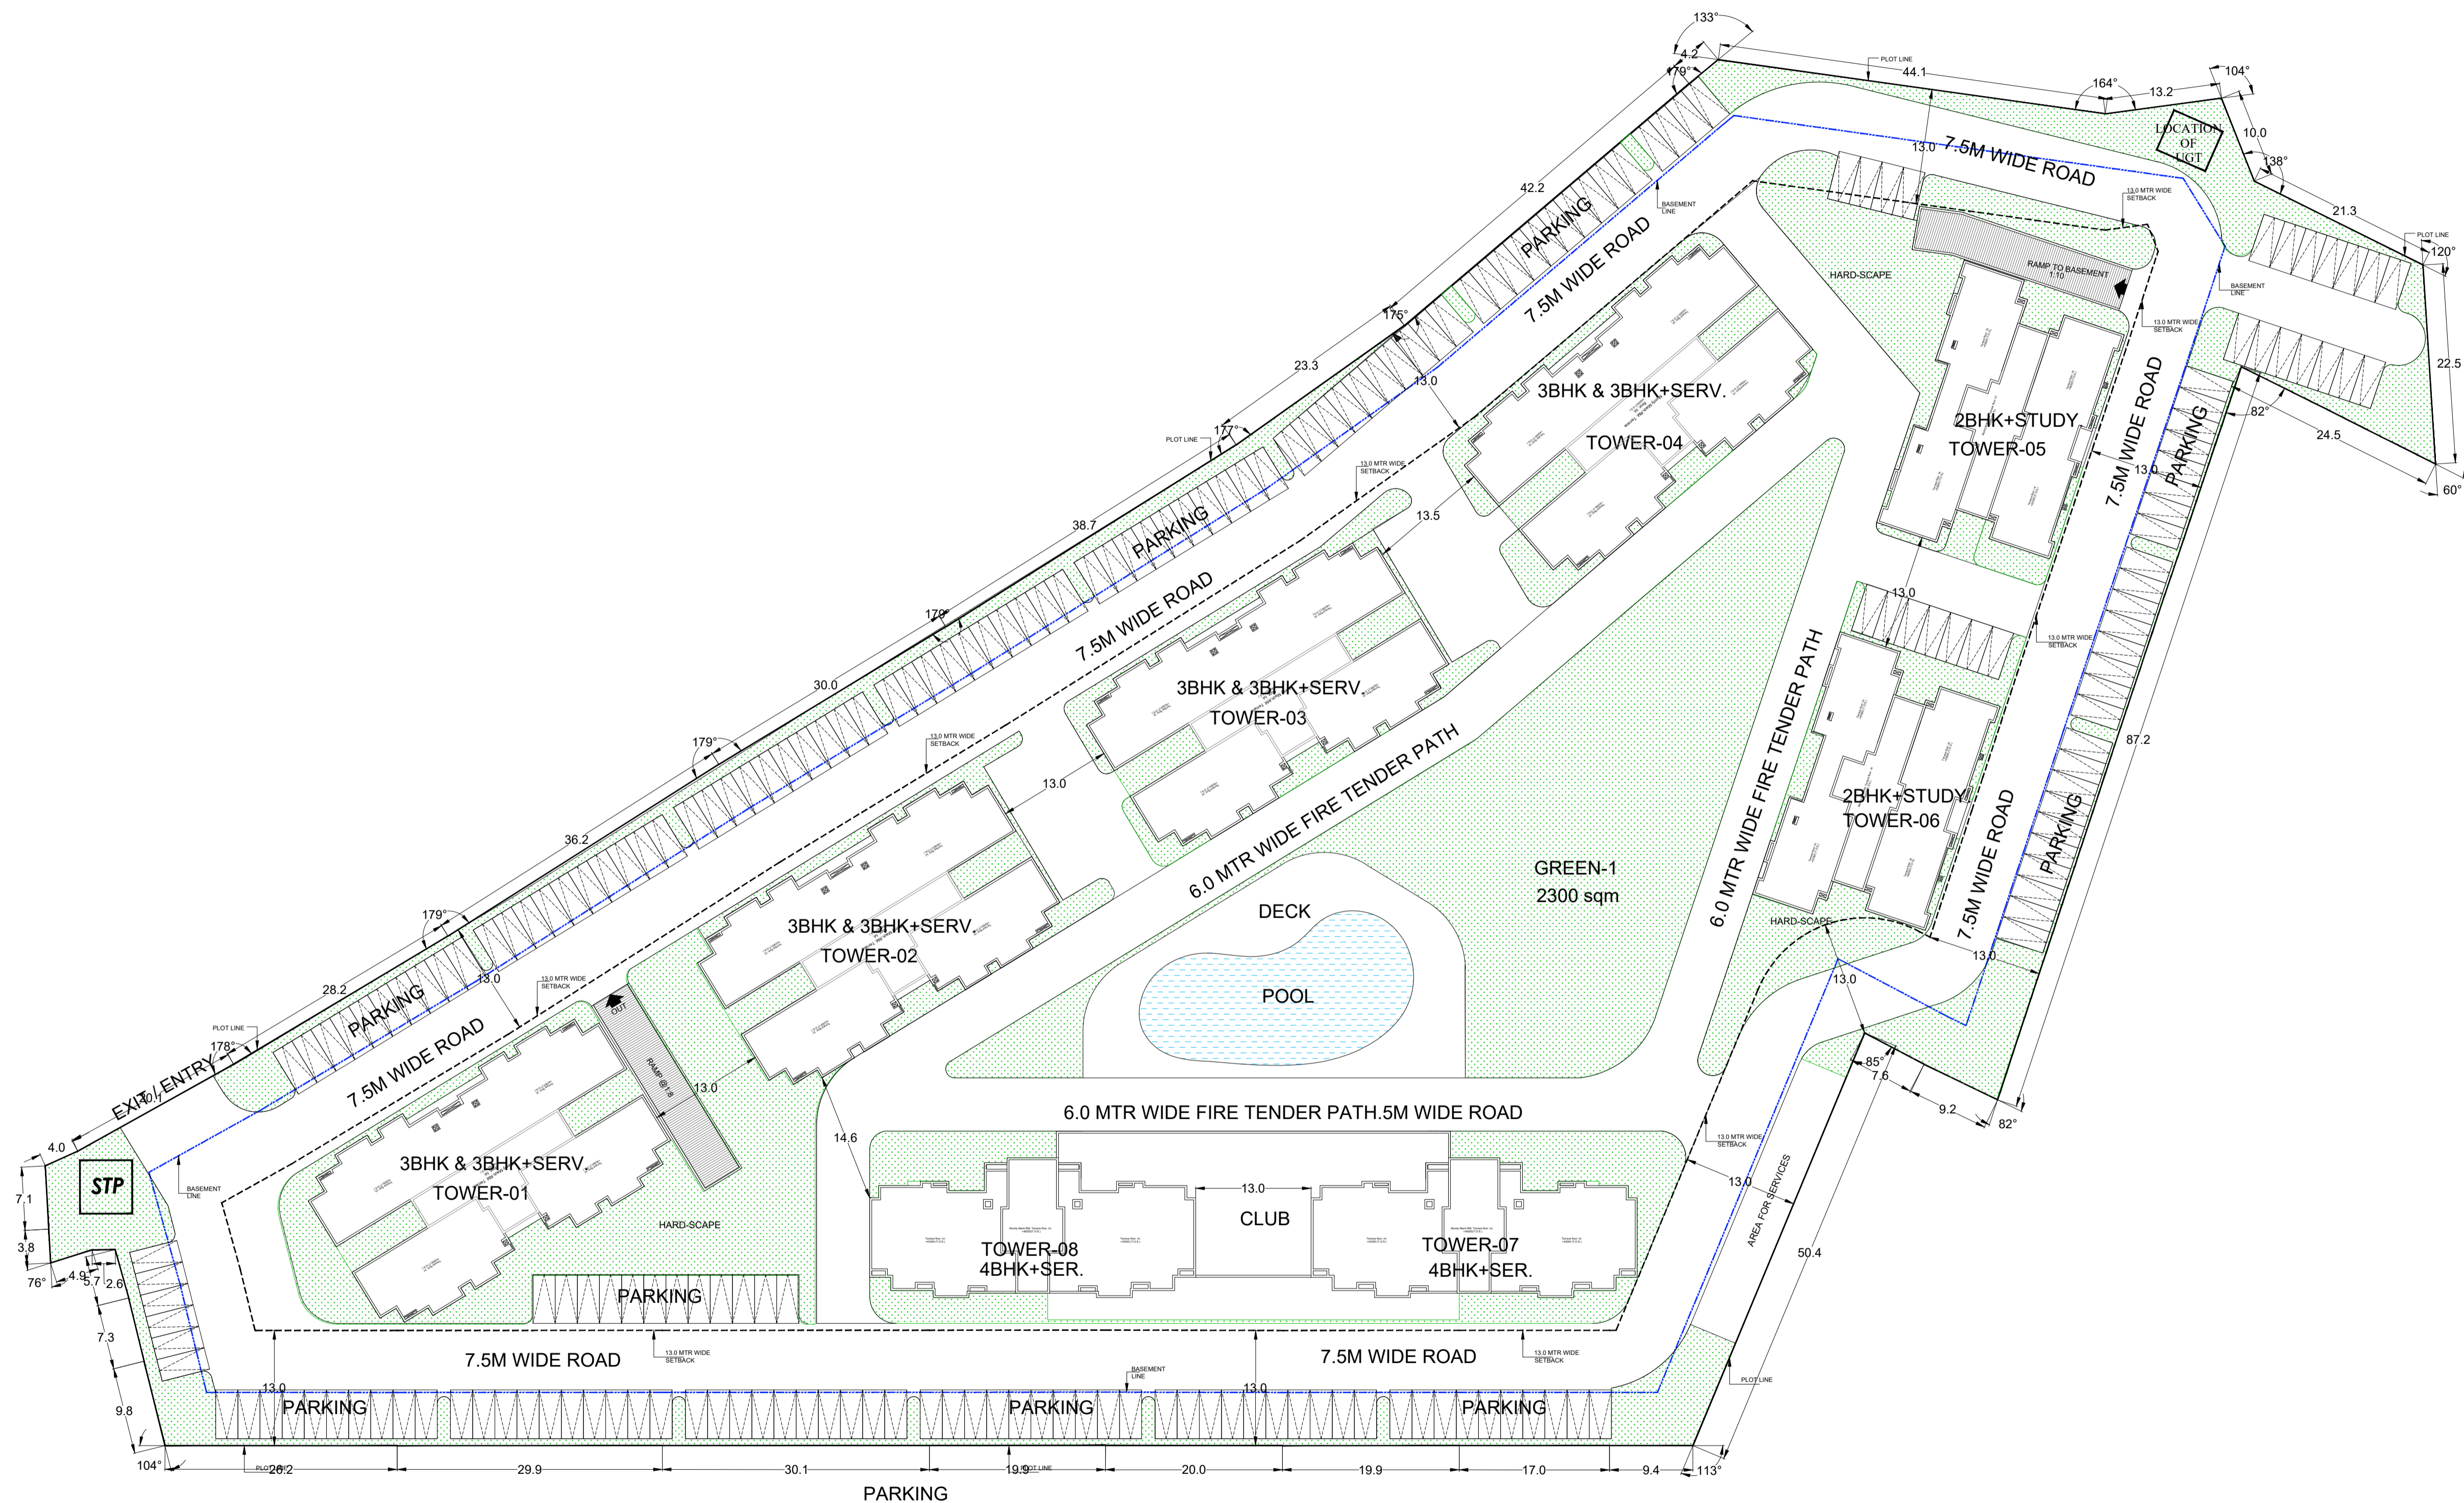 133°
4.2
179°
PLOT LINE
44.1
164°
13.2
104°
LOCATION
OF
UGT
10.0
138°
13.0
7.5M WIDE ROAD
13.0 MTR WIDE
SETBACK
21.3
PLOT LINE
120°
42.2
PARKING
BASEMENT
LINE
7.5M WIDE ROAD
HARD-SCAPE
RAMP TO BASEMENT
1:10
BASEMENT
LINE
13.0 MTR WIDE
SETBACK
175°
23.3
13.0
3BHK & 3BHK+SERV.
TOWER-04
2BHK+STUDY
TOWER-05
7.5M WIDE ROAD
PARKING
22.5
82°
24.5
60°
13.0
PLOT LINE
177°
13.0 MTR WIDE
SETBACK
38.7
PARKING
13.5
7.5M WIDE ROAD
179°
13.0
13.0 MTR WIDE
SETBACK
30.0
3BHK & 3BHK+SERV.
TOWER-03
6.0 MTR WIDE FIRE TENDER PATH
6.0 MTR WIDE FIRE TENDER PATH
179°
13.0 MTR WIDE
SETBACK
13.0
87.2
36.2
2BHK+STUDY
TOWER-06
PARKING
7.5M WIDE ROAD
GREEN-1
2300 sqm
DECK
POOL
HARD-SCAPE
179°
3BHK & 3BHK+SERV.
TOWER-02
13.0
13.0
28.2
PARKING
13.0
13.0 MTR WIDE
SETBACK
OUT
RAMP @1:8
13.0
PLOT LINE
178°
7.5M WIDE ROAD
EXIT / ENTRY
4.0
85°
7.6
9.2
82°
6.0 MTR WIDE FIRE TENDER PATH.5M WIDE ROAD
14.6
13.0 MTR WIDE
SETBACK
STP
7.1
3.8
BASEMENT
LINE
3BHK & 3BHK+SERV.
TOWER-01
HARD-SCAPE
13.0
CLUB
TOWER-08
4BHK+SER.
TOWER-07
4BHK+SER.
13.0
AREA FOR SERVICES
50.4
76°
4.9
5.7
2.6
7.3
9.8
PARKING
7.5M WIDE ROAD
13.0 MTR WIDE
SETBACK
7.5M WIDE ROAD
13.0 MTR WIDE
SETBACK
BASEMENT
LINE
PLOT LINE
13.0
PARKING
PARKING
13.0
PARKING
104°
26.2
29.9
30.1
19.9
20.0
19.9
17.0
9.4
113°
PARKING